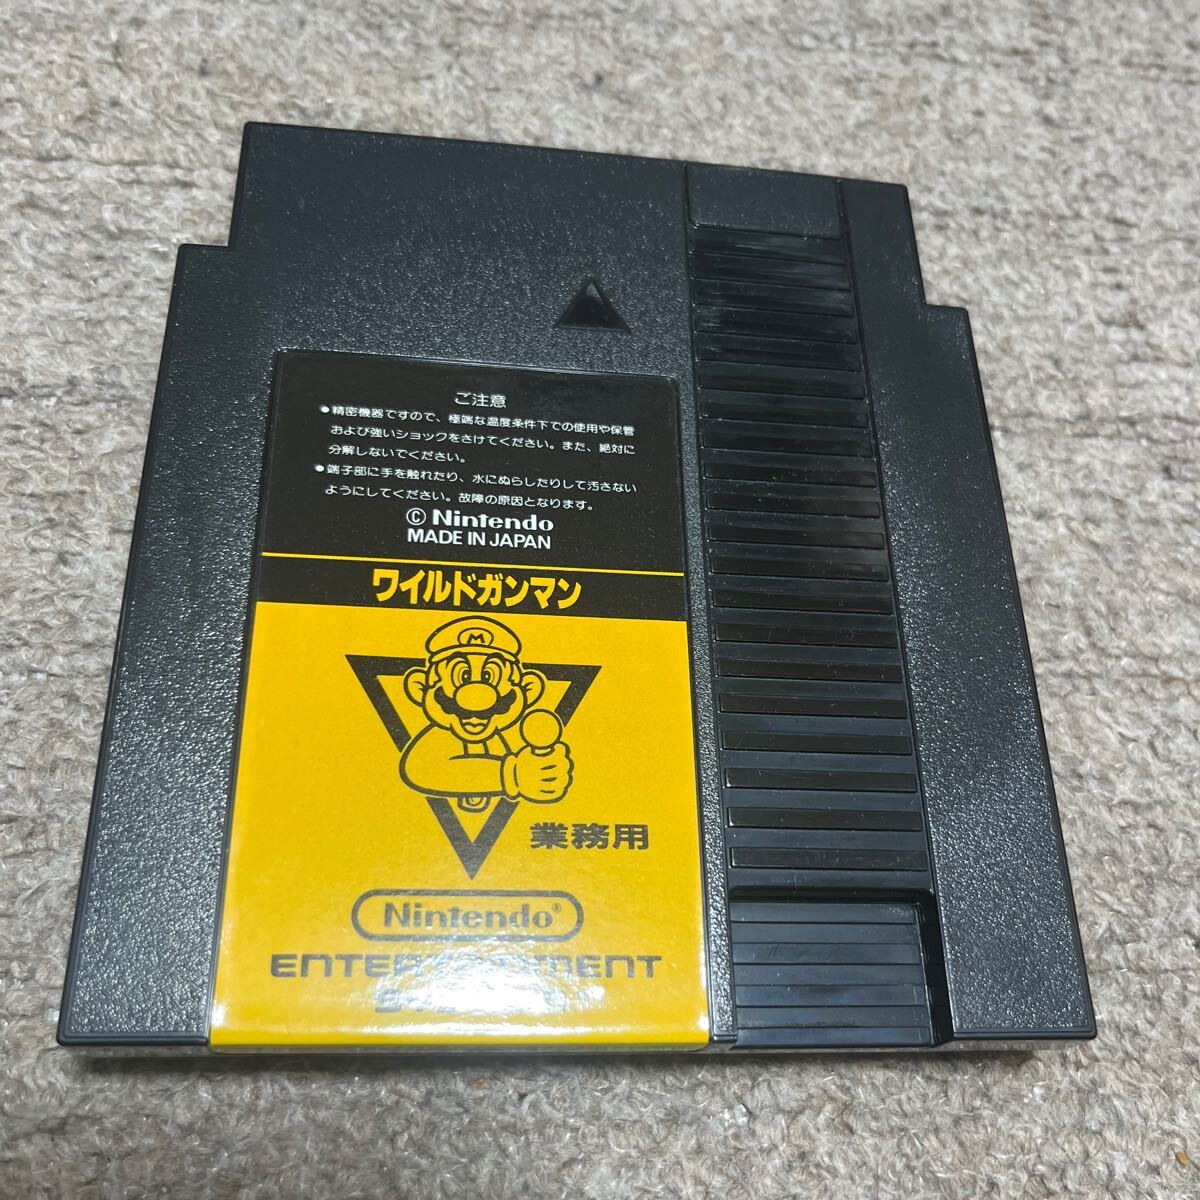 ご注意
●精密機器ですので、極端な温度条件下での使用や保管
および強いショックをさけてください。また、絶対に
分解しないでください。
●端子部に手を触れたり、水にぬらしたりして汚さない
ようにしてください。故障の原因となります。
© Nintendo
MADE IN JAPAN
ワイルドガンマン
M
業務用
Nintendo®
ENTERTAINMENT